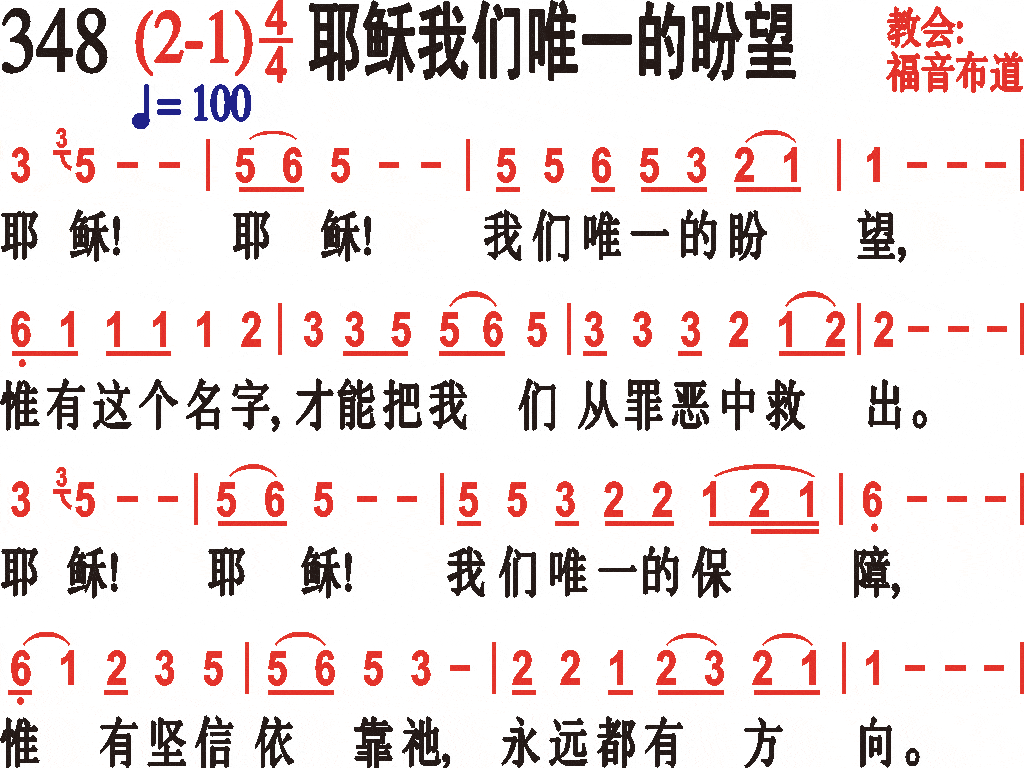 348 (2-1) 4/4 耶稣我们唯一的盼望 教会:
福音布道
♩= 100
3 3 5 - - | 5 6 5 - - | 5 5 6 5 3 2 1 | 1 - - - |
耶 稣! 耶 稣! 我们唯一的盼 望,
6 1 1 1 1 2 | 3 3 5 5 6 5 | 3 3 3 2 1 2 | 2 - - - |
惟有这个名字,才能把我 们 从罪恶中救 出。
3 3 5 - - | 5 6 5 - - | 5 5 3 2 2 1 2 1 | 6 - - - |
耶 稣! 耶 稣! 我们唯一的保 障,
6 1 2 3 5 | 5 6 5 3 - | 2 2 1 2 3 2 1 | 1 - - - |
惟 有坚信依 靠祂, 永远都有 方 向。